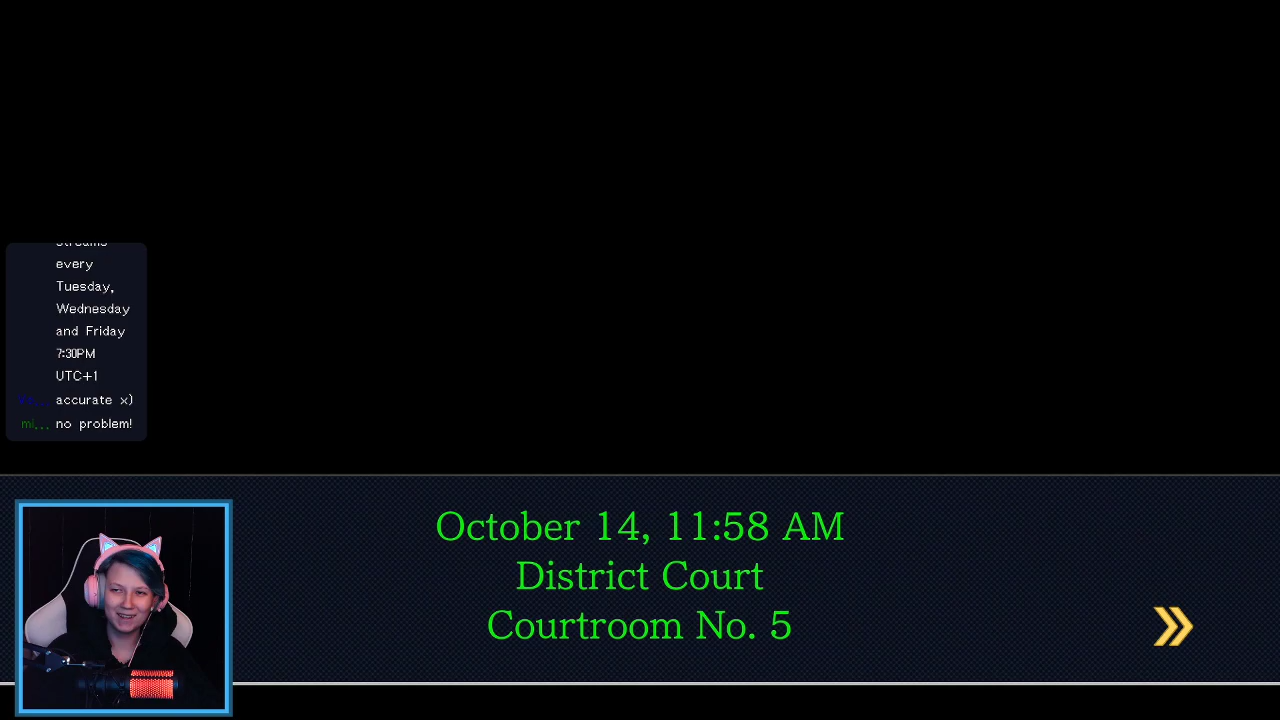 every
Tuesday,
Wednesday
and Friday
7:30PM
UTC+1
accurate x)
mi... no problem!
October 14, 11:58 AM
District Court
Courtroom No. 5